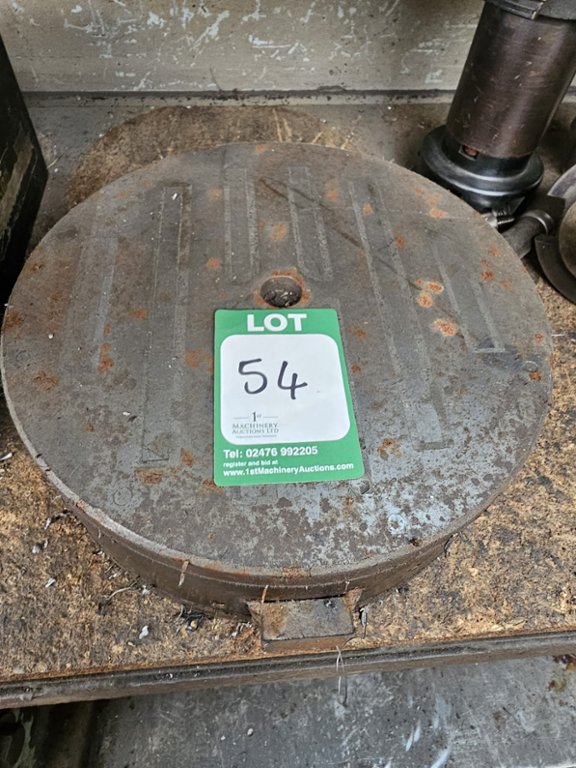 LOT
54
1st
MACHINERY
AUCTIONS LTD
Tel: 02476 992205
register and bid at
www.1stMachineryAuctions.com